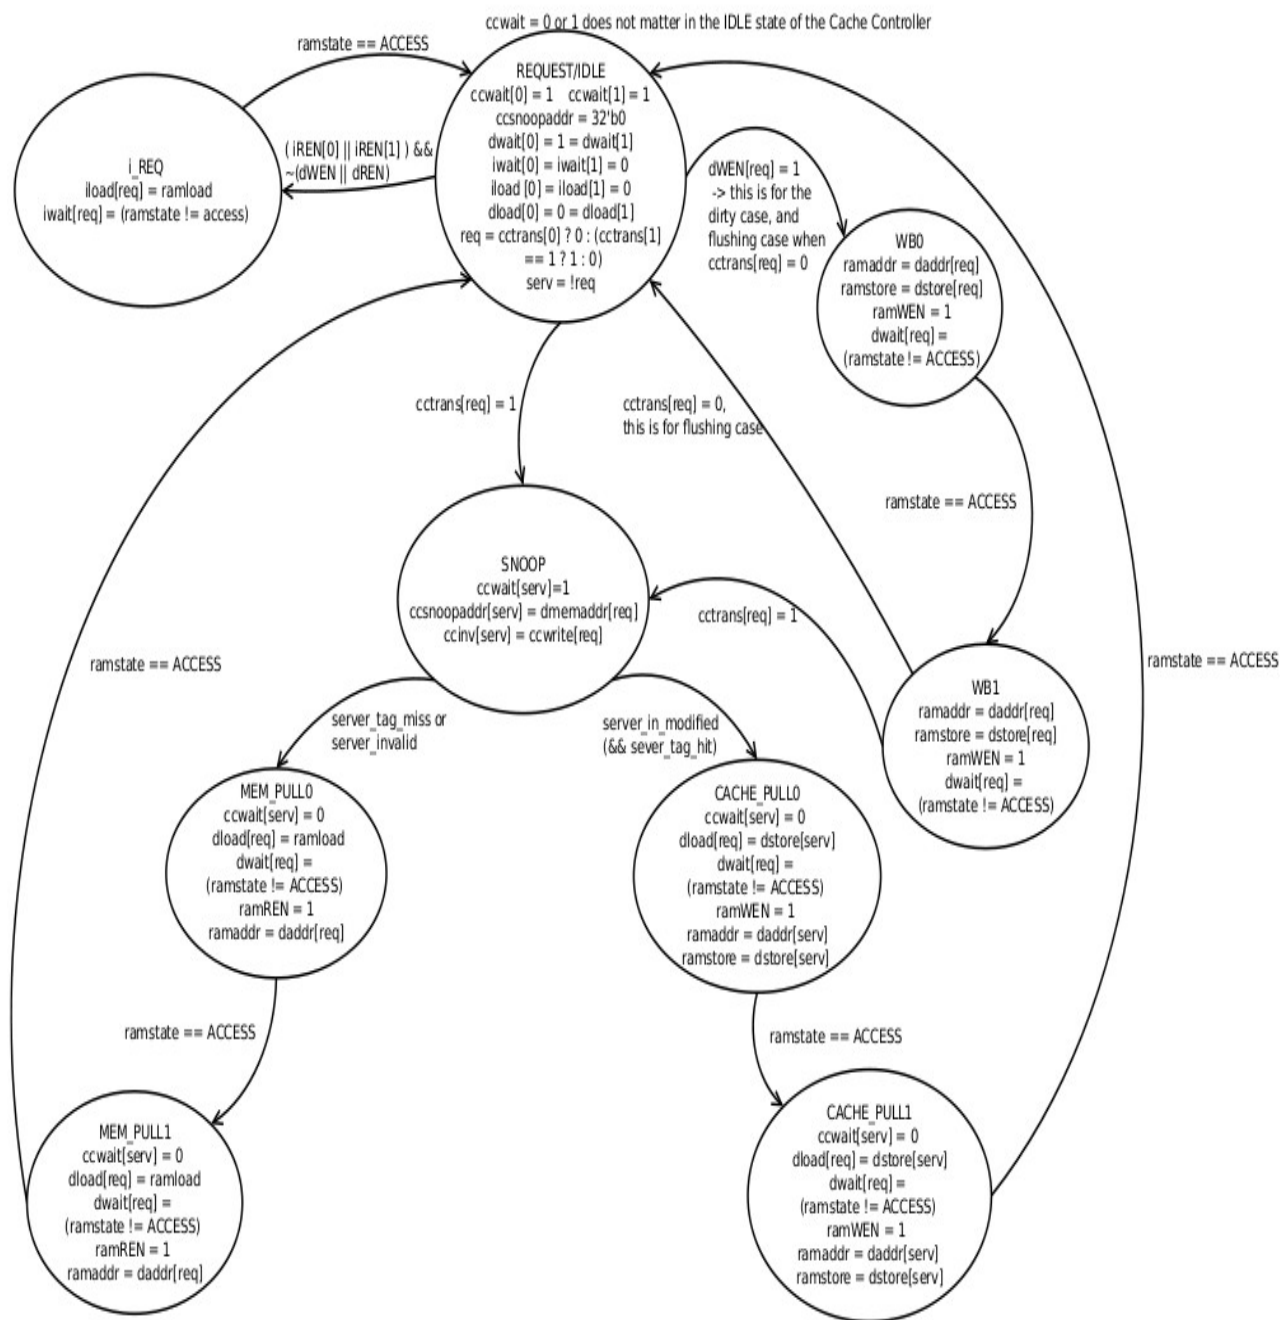 ccwait = 0 or 1 does not matter in the IDLE state of the Cache Controller
ramstate == ACCESS
REQUEST/IDLE
ccwait[0] = 1 ccwait[1] = 1
ccsnoopaddr = 32'b0
dwait[0] = 1 = dwait[1]
iwait[0] = iwait[1] = 0
iload [0] = iload[1] = 0
dload[0] = 0 = dload[1]
req = cctrans[0] ? 0 : (cctrans[1]
== 1 ? 1 : 0)
serv = !req
i_REQ
iload[req] = ramload
iwait[req] = (ramstate != access)
( iREN[0] || iREN[1] ) &&
~(dWEN || dREN)
dWEN[req] = 1
-> this is for the
dirty case, and
flushing case when
cctrans[req] = 0
WB0
ramaddr = daddr[req]
ramstore = dstore[req]
ramWEN = 1
dwait[req] =
(ramstate != ACCESS)
cctrans[req] = 1
cctrans[req] = 0,
this is for flushing case
ramstate == ACCESS
SNOOP
ccwait[serv]=1
ccsnoopaddr[serv] = dmemaddr[req]
ccinv[serv] = ccwrite[req]
cctrans[req] = 1
ramstate == ACCESS
ramstate == ACCESS
WB1
ramaddr = daddr[req]
ramstore = dstore[req]
ramWEN = 1
dwait[req] =
(ramstate != ACCESS)
server_tag_miss or
server_invalid
server_in_modified
(&& sever_tag_hit)
MEM_PULL0
ccwait[serv] = 0
dload[req] = ramload
dwait[req] =
(ramstate != ACCESS)
ramREN = 1
ramaddr = daddr[req]
CACHE_PULL0
ccwait[serv] = 0
dload[req] = dstore[serv]
dwait[req] =
(ramstate != ACCESS)
ramWEN = 1
ramaddr = daddr[serv]
ramstore = dstore[serv]
ramstate == ACCESS
ramstate == ACCESS
MEM_PULL1
ccwait[serv] = 0
dload[req] = ramload
dwait[req] =
(ramstate != ACCESS)
ramREN = 1
ramaddr = daddr[req]
CACHE_PULL1
ccwait[serv] = 0
dload[req] = dstore[serv]
dwait[req] =
(ramstate != ACCESS)
ramWEN = 1
ramaddr = daddr[serv]
ramstore = dstore[serv]